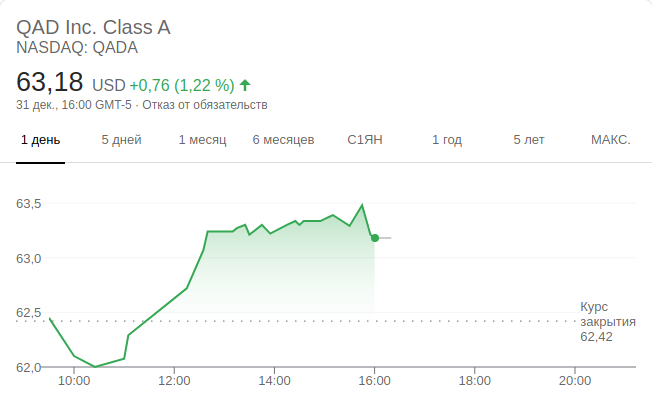 QAD Inc. Class A
NASDAQ: QADA
63,18 USD +0,76 (1,22 %)
31 дек., 16:00 GMT-5 · Отказ от обязательств
1 день 5 дней 1 месяц 6 месяцев С1ЯН 1 год 5 лет МАКС.
63,5
63,0
62,5
62,0
Курс
закрытия
62,42
10:00 12:00 14:00 16:00 18:00 20:00